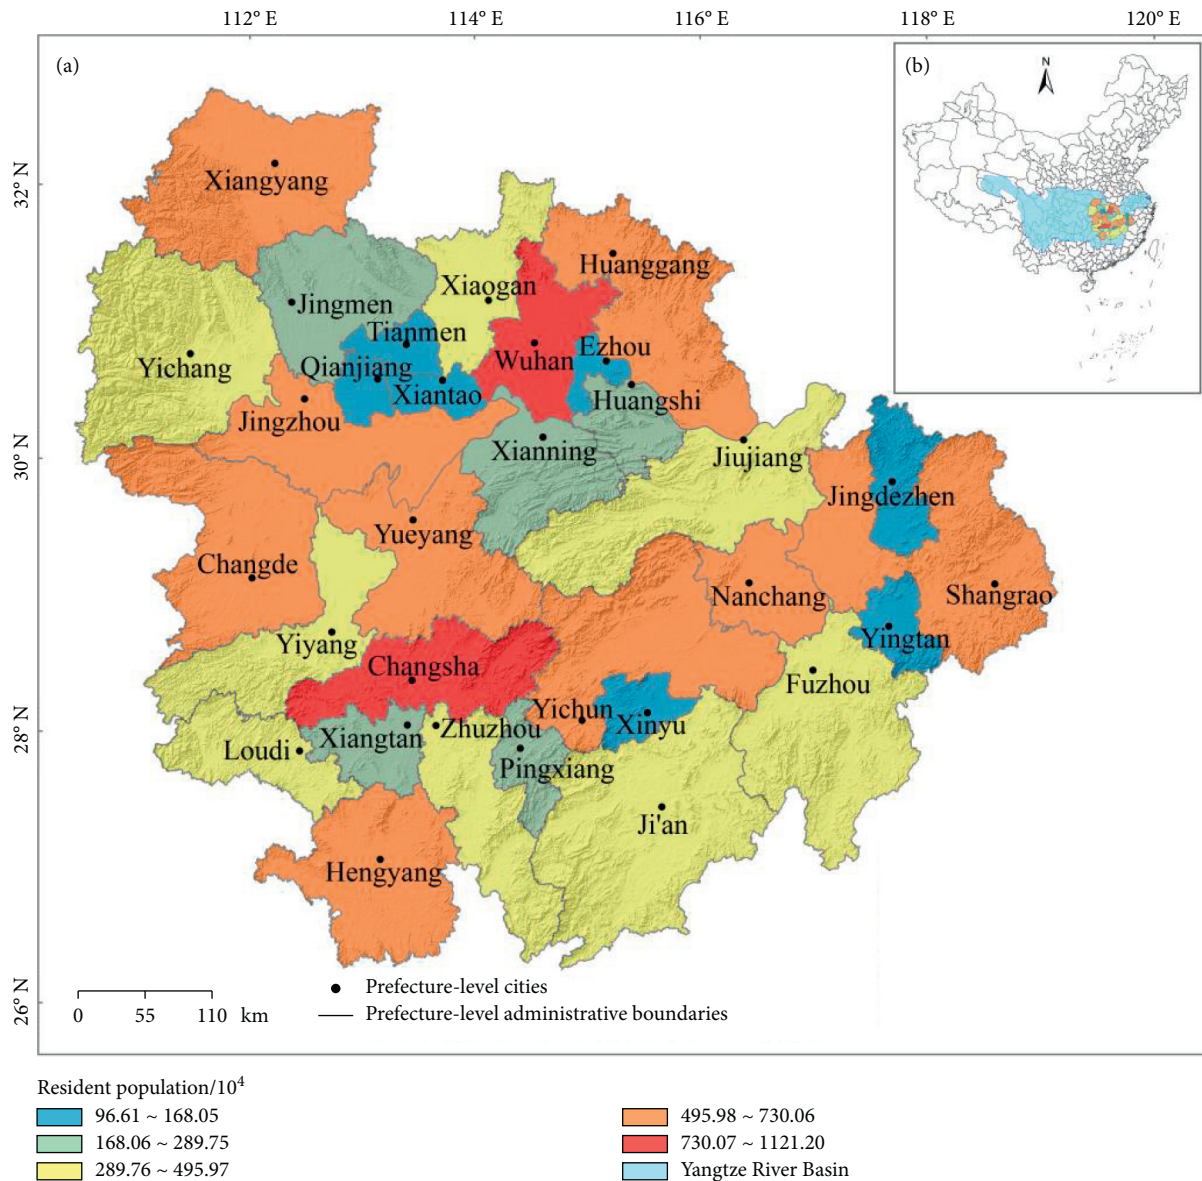 112° E 114° E 116° E 118° E 120° E
(a)
(b)
N
32° N
30° N
28° N
26° N
Xiangyang
Huanggang
Xiaogan
Jingmen
Tianmen
Ezhou
Wuhan
Yichang
Qianjiang
Xiantao
Huangshi
Jingzhou
Xianning
Jiujiang
Jingdezhen
Yueyang
Changde
Nanchang
Shangrao
Yiyang
Yingtan
Changsha
Fuzhou
Yichun
Xinyu
Zhuzhou
Xiangtan
Loudi
Pingxiang
Ji'an
Hengyang
0 55 110 km
Prefecture-level cities
Prefecture-level administrative boundaries
Resident population/10⁴
96.61 ~ 168.05
168.06 ~ 289.75
289.76 ~ 495.97
495.98 ~ 730.06
730.07 ~ 1121.20
Yangtze River Basin